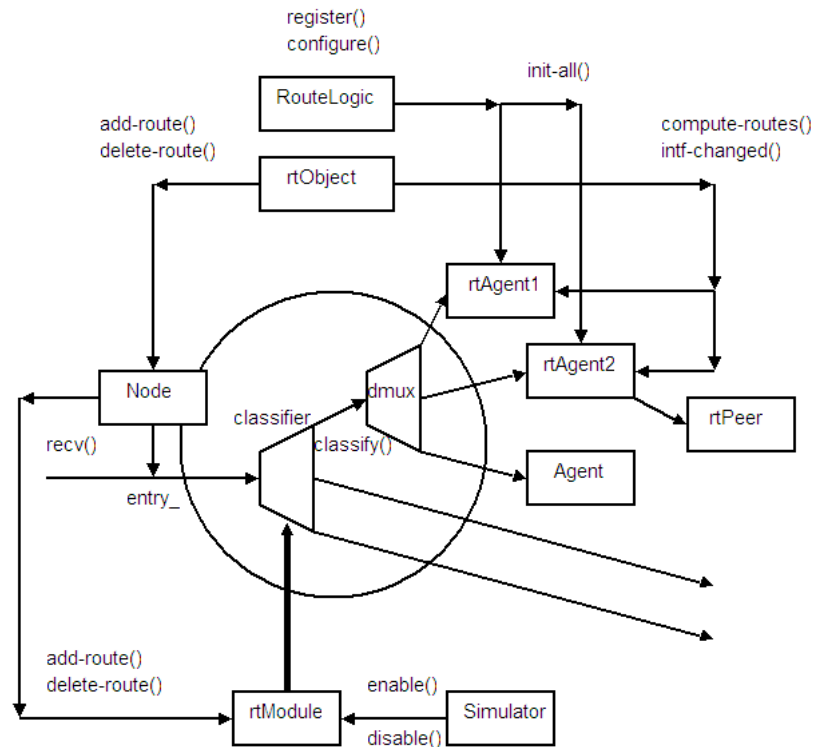 register()
configure()
init-all()
RouteLogic
add-route()
delete-route()
compute-routes()
intf-changed()
rtObject
rtAgent1
rtAgent2
Node
dmux
classifier
rtPeer
recv()
classify()
Agent
entry_
add-route()
delete-route()
enable()
rtModule
Simulator
disable()